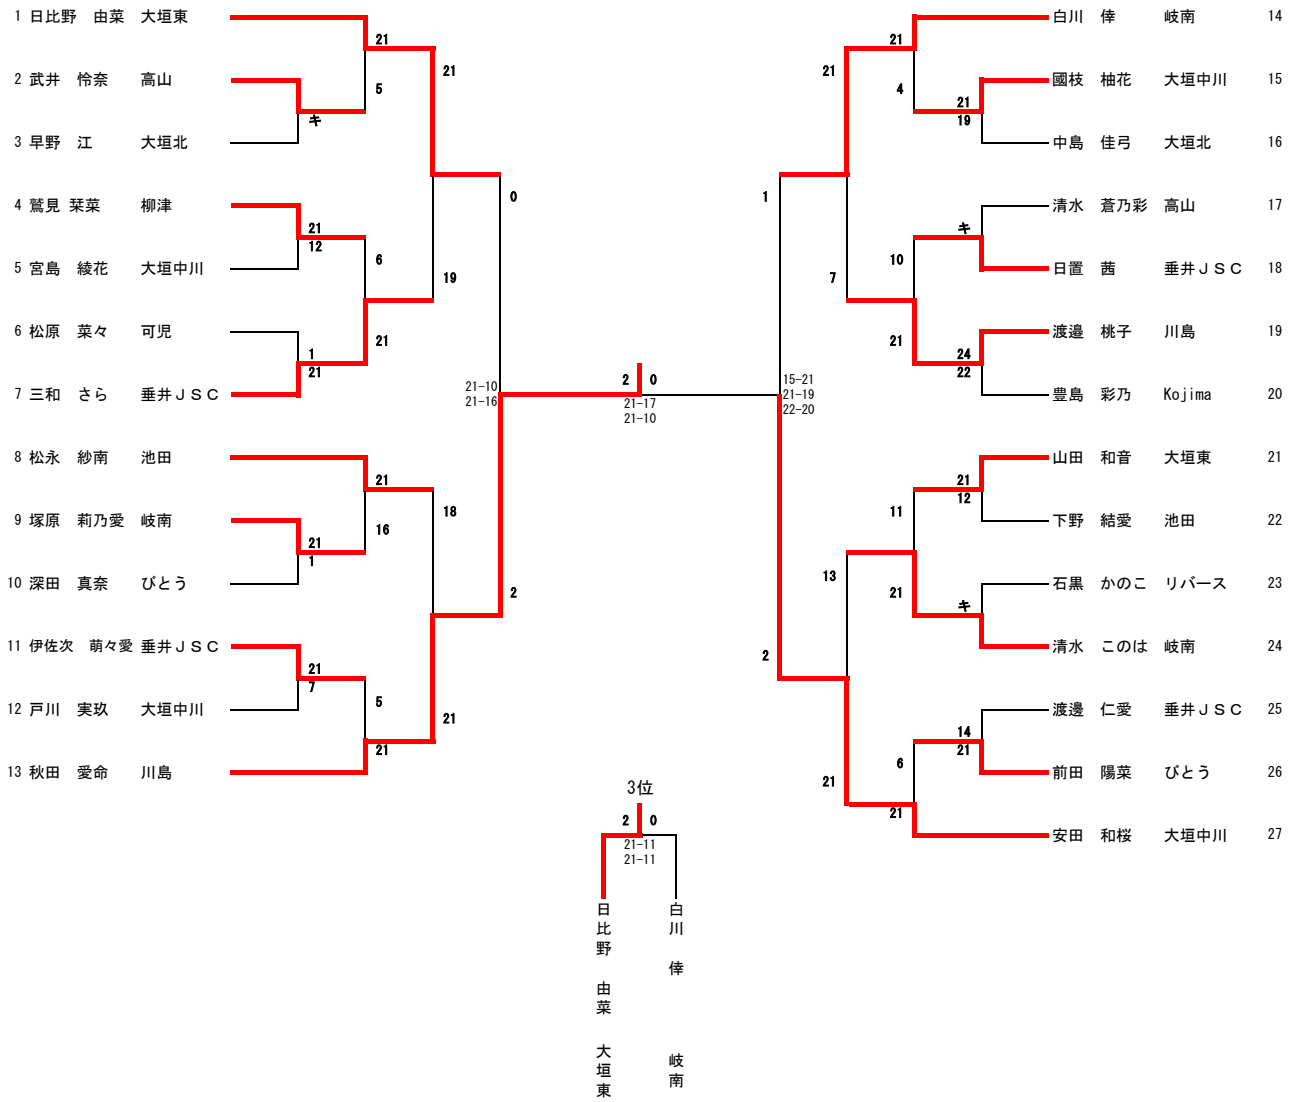 1 日比野　由菜 大垣東
21
21
2 武井　怜奈 高山
5
キ
3 早野　江 大垣北
0
4 鷲見 栞菜 柳津
21
12
6
5 宮島　綾花 大垣中川
19
6 松原　菜々 可児
21
1
21
7 三和　さら 垂井ＪＳＣ
21-10
21-16
8 松永　紗南 池田
21
18
9 塚原　莉乃愛 岐南
16
21
1
10 深田　真奈 びとう
2
11 伊佐次　萌々愛 垂井ＪＳＣ
21
7
5
12 戸川　実玖 大垣中川
21
21
13 秋田　愛命 川島
2 0
21-17
21-10
白川　倖 岐南 14
21
21
國枝　柚花 大垣中川 15
4
21
19
中島　佳弓 大垣北 16
1
清水　蒼乃彩 高山 17
キ
10
日置　茜 垂井ＪＳＣ 18
7
渡邉　桃子 川島 19
21
24
22
豊島　彩乃 Kojima 20
15-21
21-19
22-20
山田　和音 大垣東 21
21
12
11
下野　結愛 池田 22
13
石黒　かのこ リバース 23
21
キ
清水　このは 岐南 24
2
渡邊　仁愛 垂井ＪＳＣ 25
14
21
6
前田　陽菜 びとう 26
21
21
安田　和桜 大垣中川 27
3位
2 0
21-11
21-11
日比野　由菜　大垣東
白川　倖　岐南